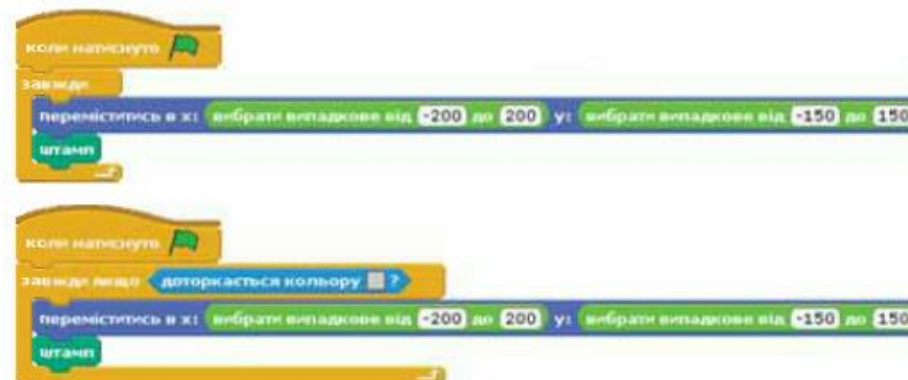 коли натиснуто
завжди
переміститись в x: вибрати випадкове від -200 до 200 y: вибрати випадкове від -150 до 150
штамп
коли натиснуто
завжди якщо доторкається кольору ?
переміститись в x: вибрати випадкове від -200 до 200 y: вибрати випадкове від -150 до 150
штамп